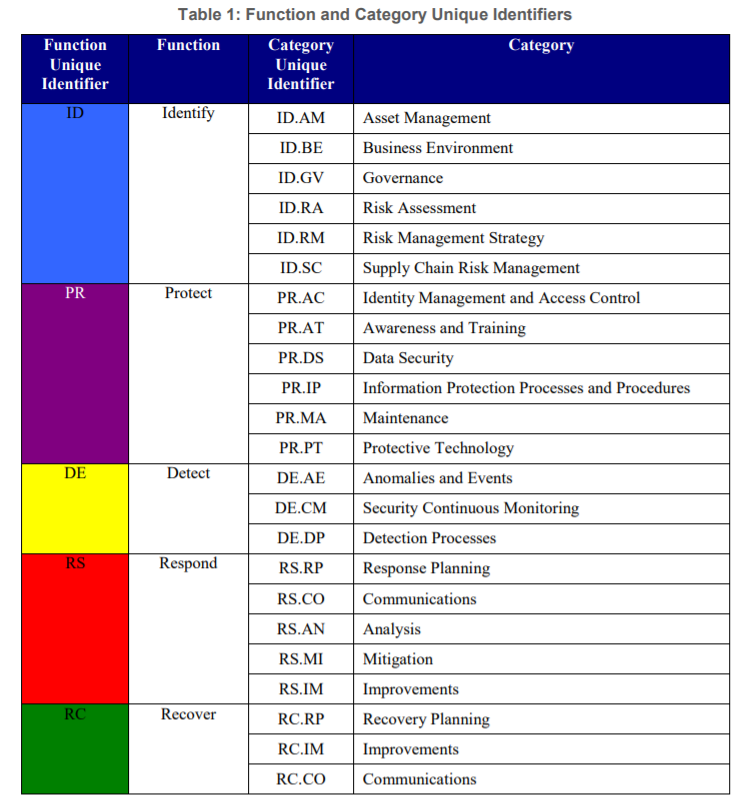 Table 1: Function and Category Unique Identifiers
Function Unique Identifier Function Category Unique Identifier Category
ID Identify ID.AM Asset Management
ID.BE Business Environment
ID.GV Governance
ID.RA Risk Assessment
ID.RM Risk Management Strategy
ID.SC Supply Chain Risk Management
PR Protect PR.AC Identity Management and Access Control
PR.AT Awareness and Training
PR.DS Data Security
PR.IP Information Protection Processes and Procedures
PR.MA Maintenance
PR.PT Protective Technology
DE Detect DE.AE Anomalies and Events
DE.CM Security Continuous Monitoring
DE.DP Detection Processes
RS Respond RS.RP Response Planning
RS.CO Communications
RS.AN Analysis
RS.MI Mitigation
RS.IM Improvements
RC Recover RC.RP Recovery Planning
RC.IM Improvements
RC.CO Communications